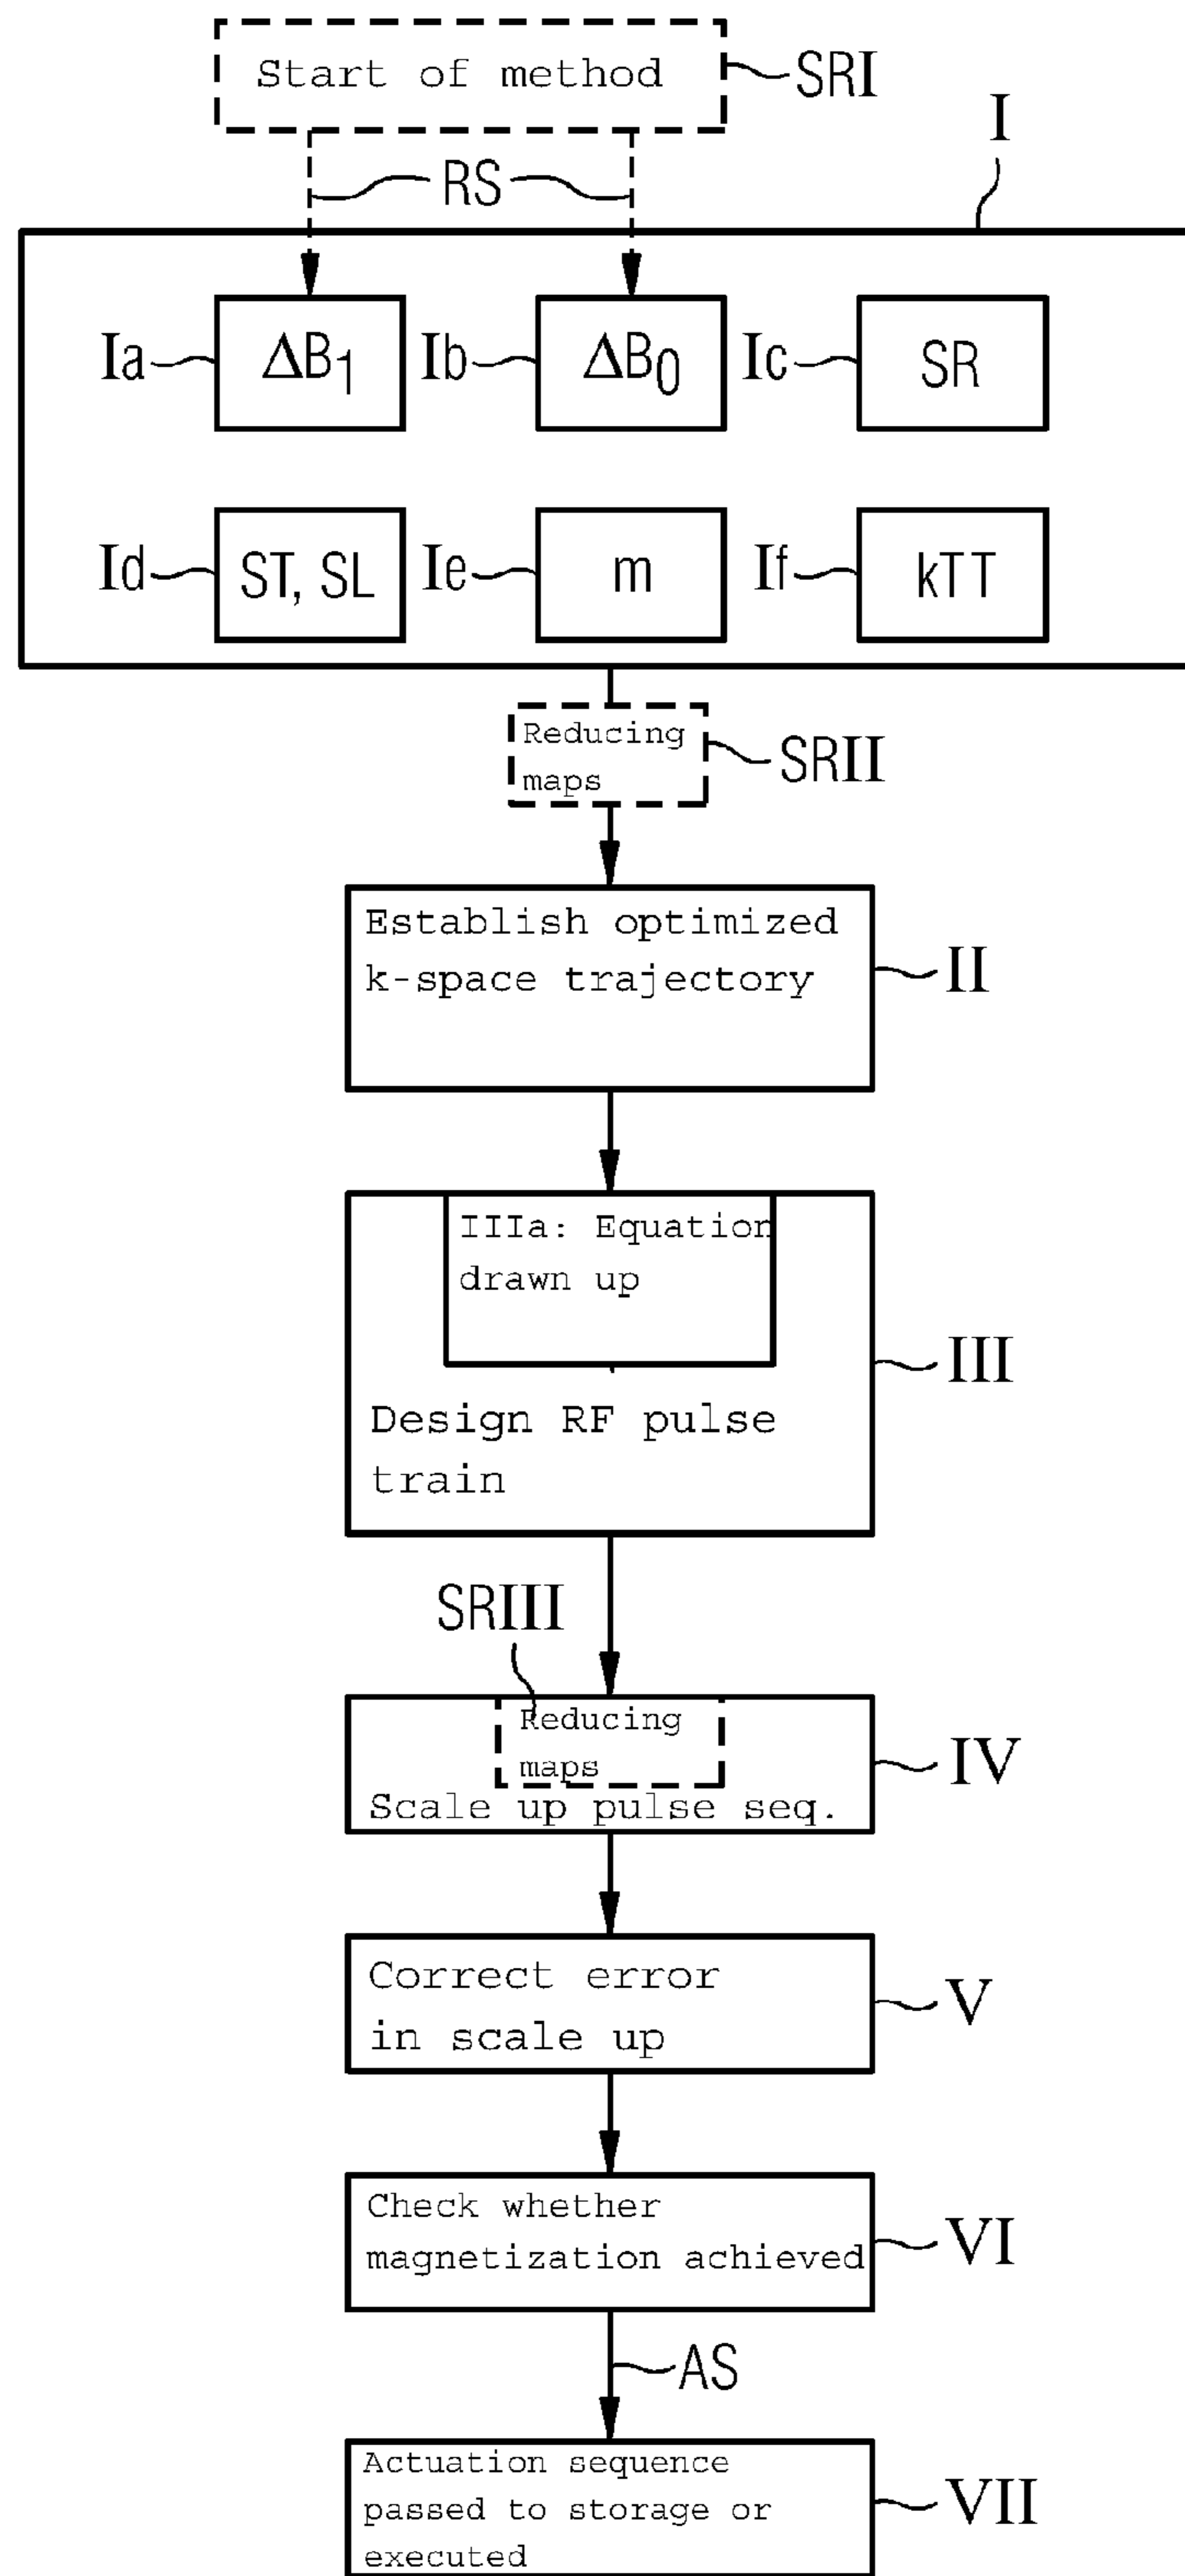 Start of method
SRI
I
RS
Ia
ΔB1
Ib
ΔB0
Ic
SR
Id
ST, SL
Ie
m
If
kTT
Reducing
maps
SRII
Establish optimized
k-space trajectory
II
IIIa: Equation
drawn up
III
Design RF pulse
train
SRIII
Reducing
maps
IV
Scale up pulse seq.
Correct error
in scale up
V
Check whether
magnetization achieved
VI
AS
Actuation sequence
passed to storage or
executed
VII